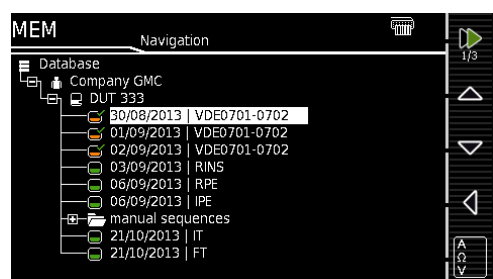 MEM
Navigation
1/3
Database
Company GMC
DUT 333
30/08/2013 | VDE0701-0702
01/09/2013 | VDE0701-0702
02/09/2013 | VDE0701-0702
03/09/2013 | RINS
06/09/2013 | RPE
06/09/2013 | IPE
manual sequences
21/10/2013 | IT
21/10/2013 | FT
A
Ω
V